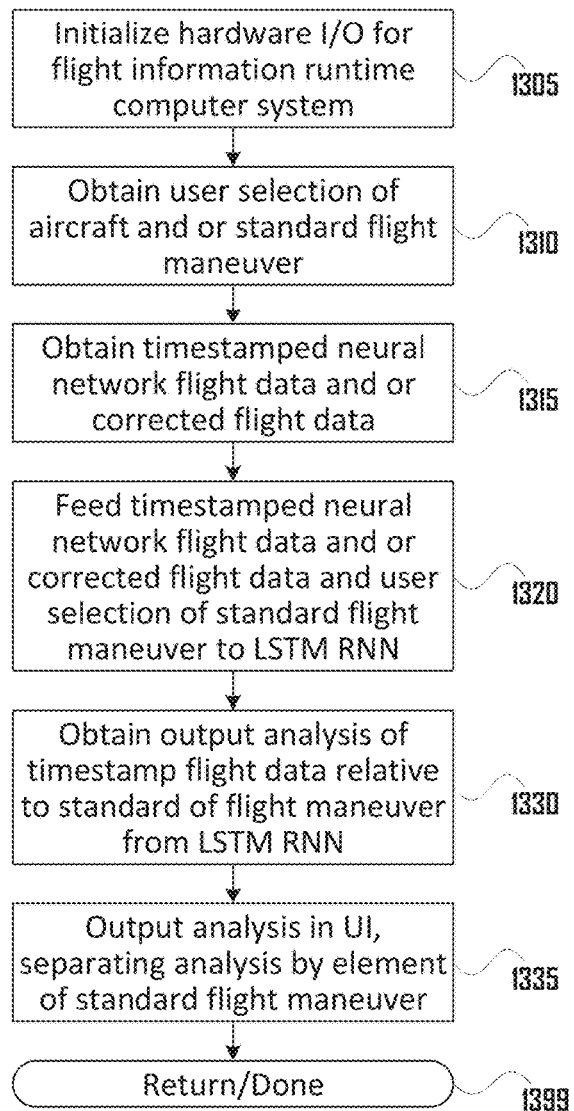 Initialize hardware I/O for
flight information runtime
computer system
1305
Obtain user selection of
aircraft and or standard flight
maneuver
1310
Obtain timestamped neural
network flight data and or
corrected flight data
1315
Feed timestamped neural
network flight data and or
corrected flight data and user
selection of standard flight
maneuver to LSTM RNN
1320
Obtain output analysis of
timestamp flight data relative
to standard of flight maneuver
from LSTM RNN
1330
Output analysis in UI,
separating analysis by element
of standard flight maneuver
1335
Return/Done
1399